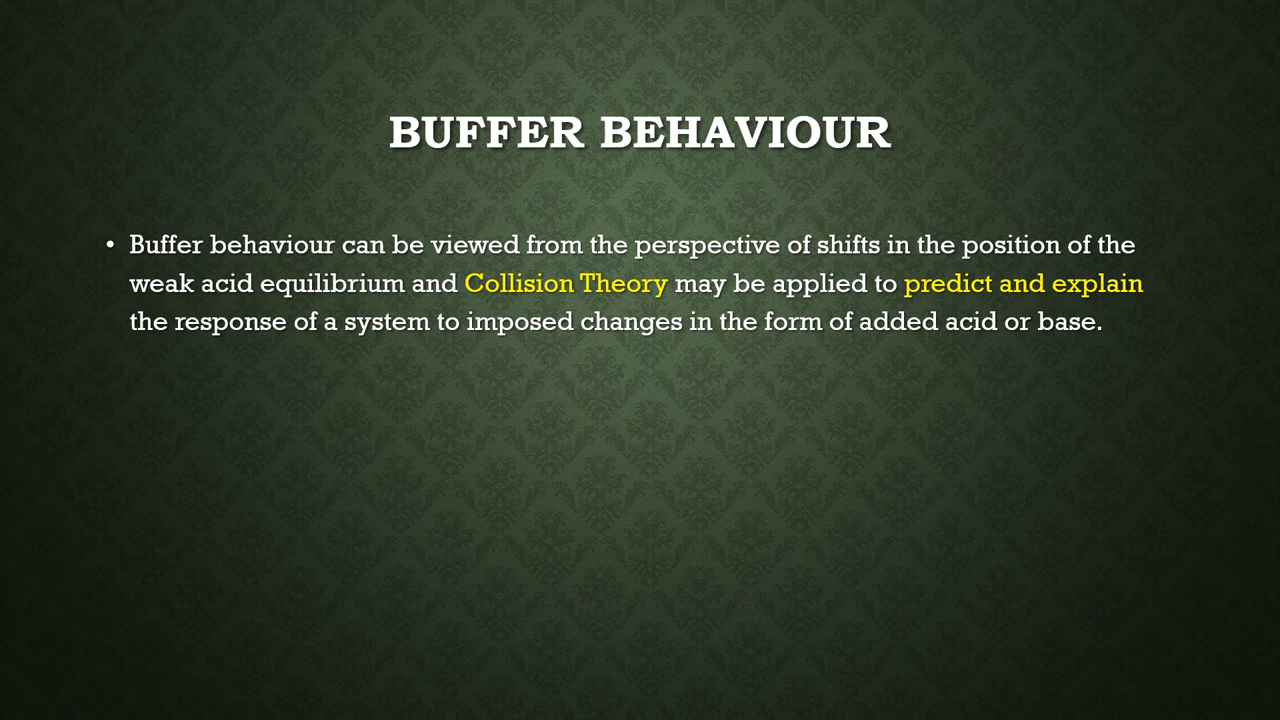 BUFFER BEHAVIOUR
• Buffer behaviour can be viewed from the perspective of shifts in the position of the
weak acid equilibrium and Collision Theory may be applied to predict and explain
the response of a system to imposed changes in the form of added acid or base.